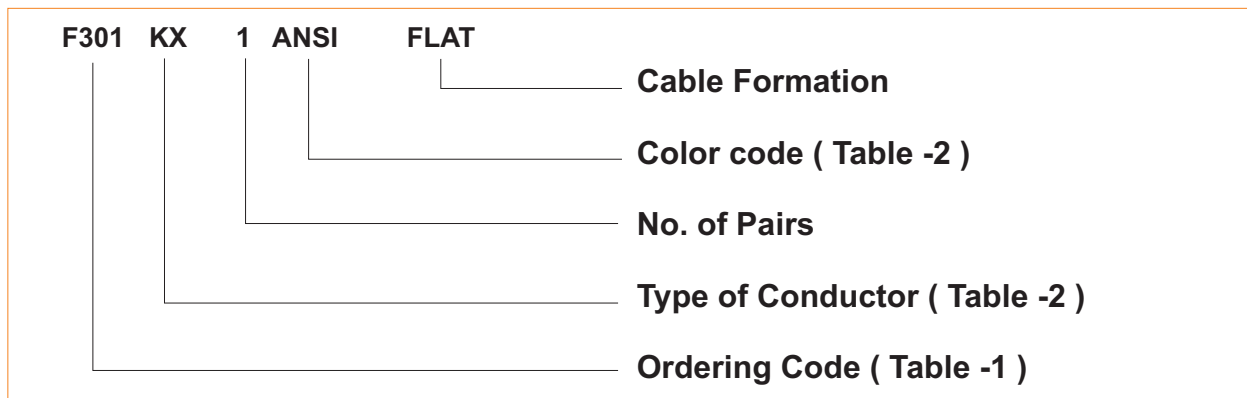 F301 KX 1 ANSI FLAT
Cable Formation
Color code ( Table -2 )
No. of Pairs
Type of Conductor ( Table -2 )
Ordering Code ( Table -1 )